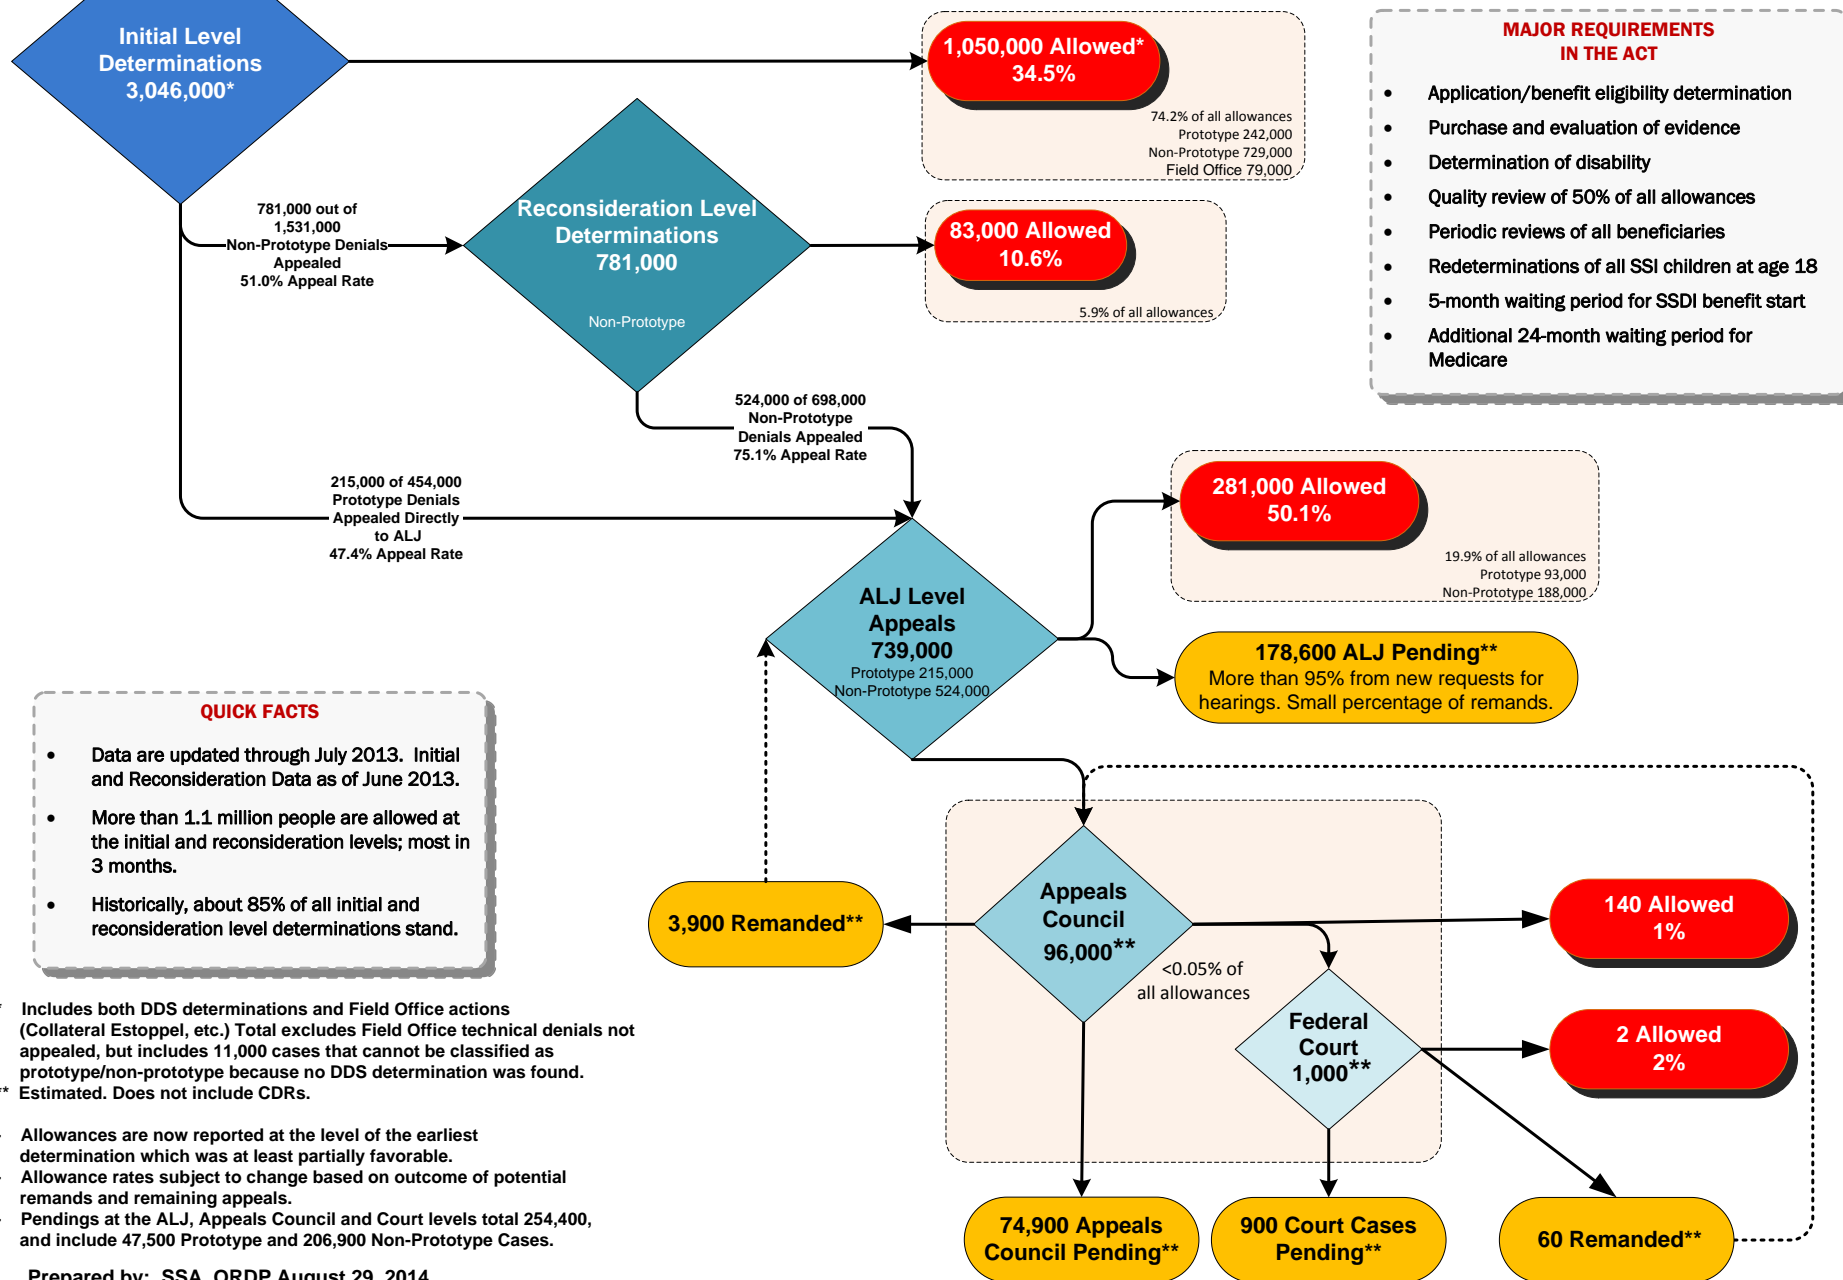 Initial Level
Determinations
3,046,000*
1,050,000 Allowed*
34.5%
74.2% of all allowances
Prototype 242,000
Non-Prototype 729,000
Field Office 79,000
MAJOR REQUIREMENTS
IN THE ACT
• Application/benefit eligibility determination
• Purchase and evaluation of evidence
• Determination of disability
• Quality review of 50% of all allowances
• Periodic reviews of all beneficiaries
• Redeterminations of all SSI children at age 18
• 5-month waiting period for SSDI benefit start
• Additional 24-month waiting period for
Medicare
781,000 out of
1,531,000
Non-Prototype Denials
Appealed
51.0% Appeal Rate
Reconsideration Level
Determinations
781,000
Non-Prototype
83,000 Allowed
10.6%
5.9% of all allowances
524,000 of 698,000
Non-Prototype
Denials Appealed
75.1% Appeal Rate
215,000 of 454,000
Prototype Denials
Appealed Directly
to ALJ
47.4% Appeal Rate
281,000 Allowed
50.1%
19.9% of all allowances
Prototype 93,000
Non-Prototype 188,000
ALJ Level
Appeals
739,000
Prototype 215,000
Non-Prototype 524,000
178,600 ALJ Pending**
More than 95% from new requests for
hearings. Small percentage of remands.
QUICK FACTS
• Data are updated through July 2013. Initial
and Reconsideration Data as of June 2013.
• More than 1.1 million people are allowed at
the initial and reconsideration levels; most in
3 months.
• Historically, about 85% of all initial and
reconsideration level determinations stand.
3,900 Remanded**
Appeals
Council
96,000**
<0.05% of
all allowances
140 Allowed
1%
Federal
Court
1,000**
2 Allowed
2%
74,900 Appeals
Council Pending**
900 Court Cases
Pending**
60 Remanded**
* Includes both DDS determinations and Field Office actions
(Collateral Estoppel, etc.) Total excludes Field Office technical denials not
appealed, but includes 11,000 cases that cannot be classified as
prototype/non-prototype because no DDS determination was found.
** Estimated. Does not include CDRs.
- Allowances are now reported at the level of the earliest
determination which was at least partially favorable.
- Allowance rates subject to change based on outcome of potential
remands and remaining appeals.
- Pendings at the ALJ, Appeals Council and Court levels total 254,400,
and include 47,500 Prototype and 206,900 Non-Prototype Cases.
Prepared by: SSA, ORDP August 29, 2014